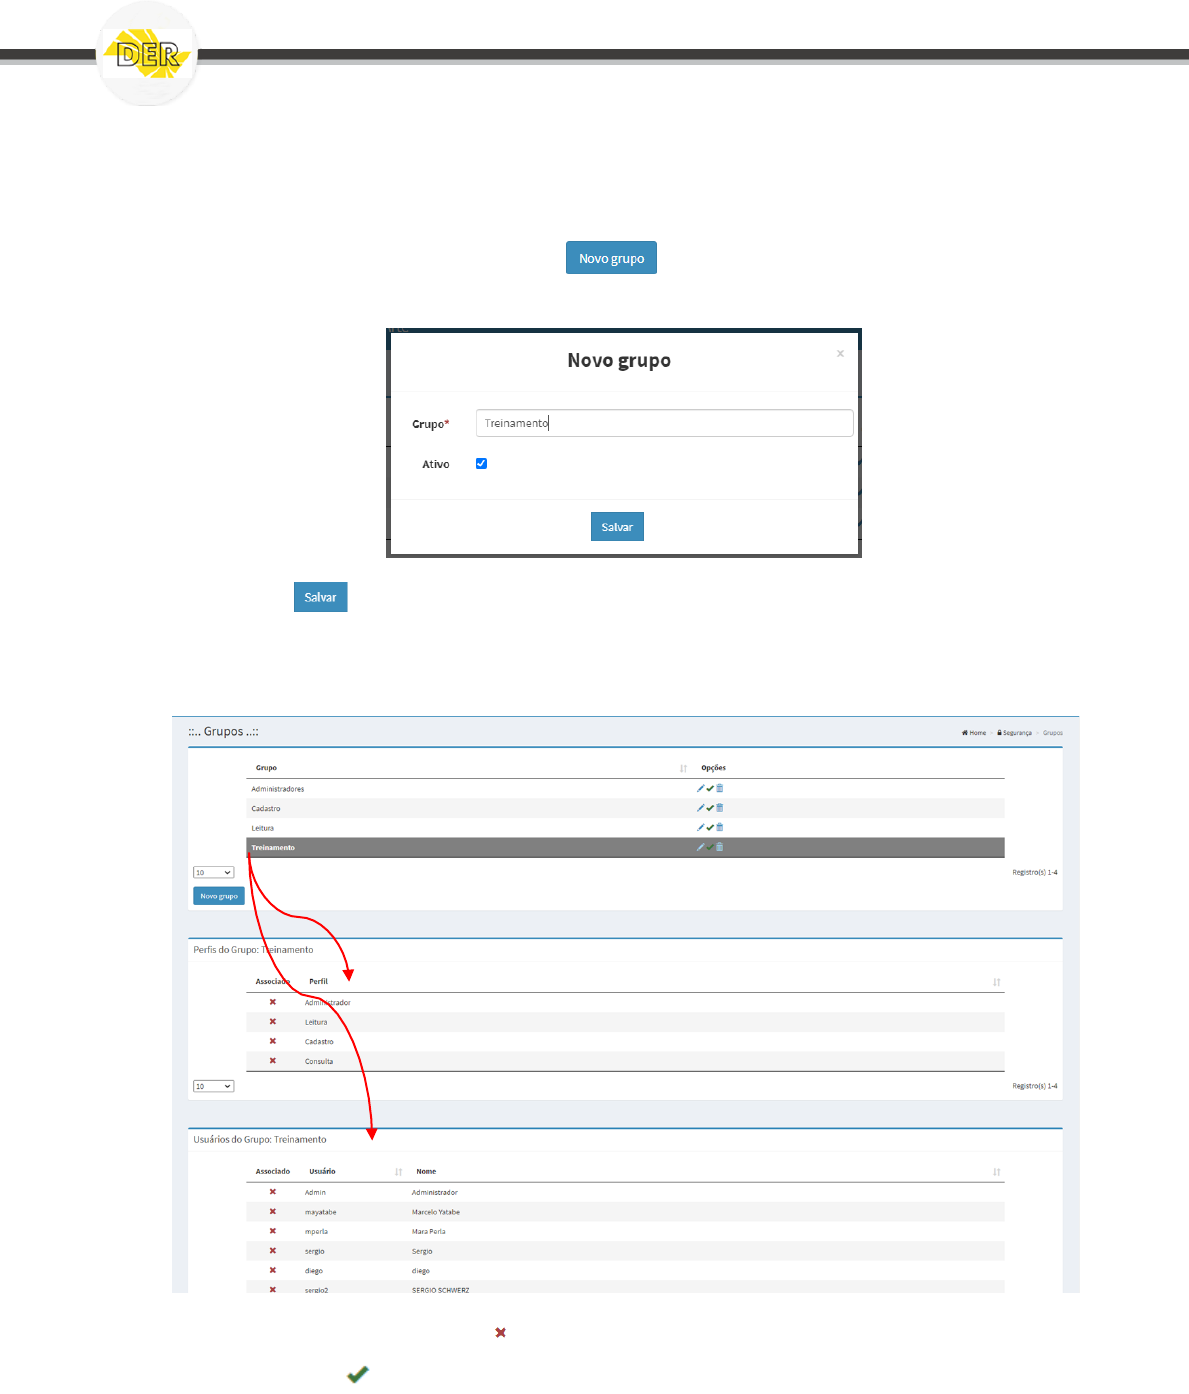 DER
Novo grupo
Novo grupo
×
Grupo*
Treinamento
Ativo
Salvar
Salvar
::.. Grupos ..::
Home > Segurança > Grupos
Grupo
Opções
Administradores
Cadastro
Leitura
Treinamento
10
Registro(s) 1-4
Novo grupo
Perfis do Grupo: Treinamento
Associado Perfil
Administrador
Leitura
Cadastro
Consulta
10
Registro(s) 1-4
Usuários do Grupo: Treinamento
Associado Usuário Nome
Admin Administrador
mayatabe Marcelo Yatabe
mperla Mara Perla
sergio Sergio
diego diego
sergio2 SERGIO SCHWERZ